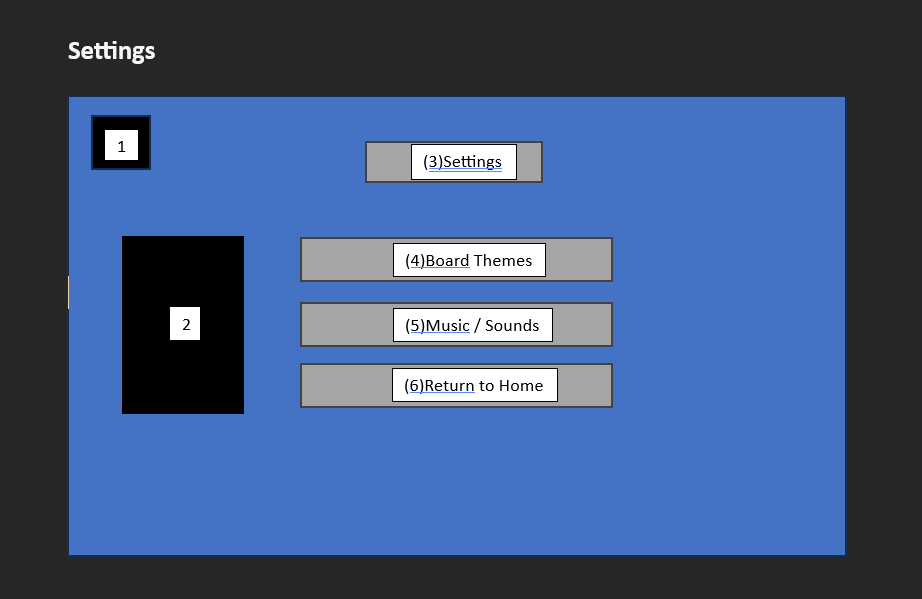 Settings
1
(3)Settings
(4)Board Themes
2
(5)Music / Sounds
(6)Return to Home